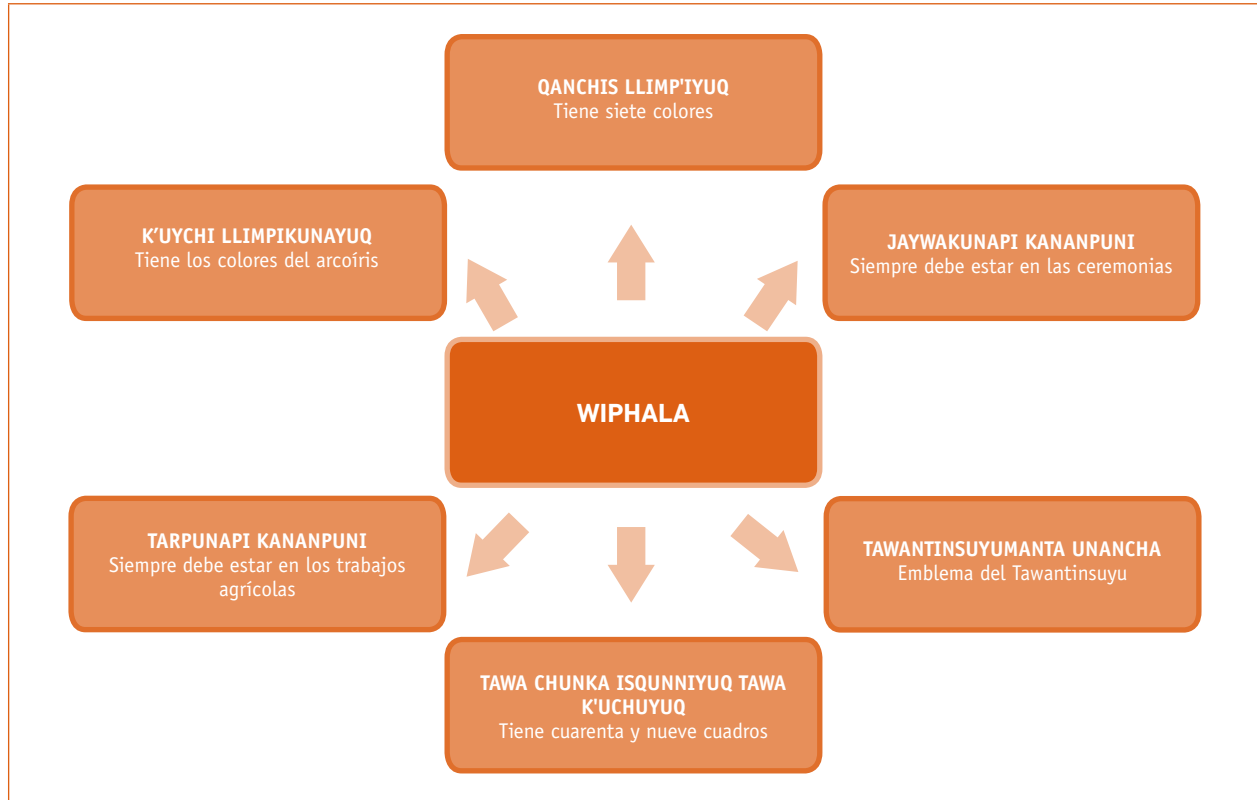 QANCHIS LLIMP'IYUQ
Tiene siete colores
K’UYCHI LLIMPIKUNAYUQ
Tiene los colores del arcoíris
JAYWAKUNAPI KANANPUNI
Siempre debe estar en las ceremonias
WIPHALA
TARPUNAPI KANANPUNI
Siempre debe estar en los trabajos
agrícolas
TAWANTINSUYUMANTA UNANCHA
Emblema del Tawantinsuyu
TAWA CHUNKA ISQUNNIYUQ TAWA
K'UCHUYUQ
Tiene cuarenta y nueve cuadros